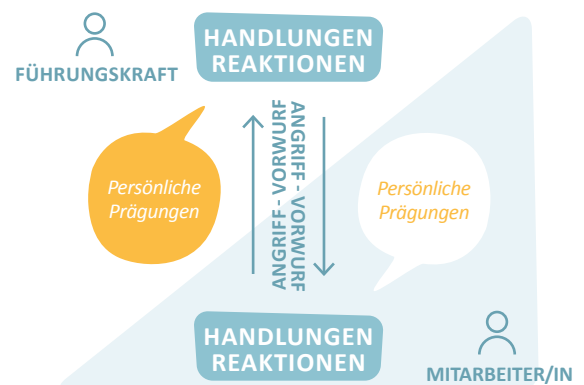 HANDLUNGEN
REAKTIONEN
FÜHRUNGSKRAFT
ANGRIFF - VORWURF
ANGRIFF - VORWURF
Persönliche
Prägungen
Persönliche
Prägungen
HANDLUNGEN
REAKTIONEN
MITARBEITER/IN